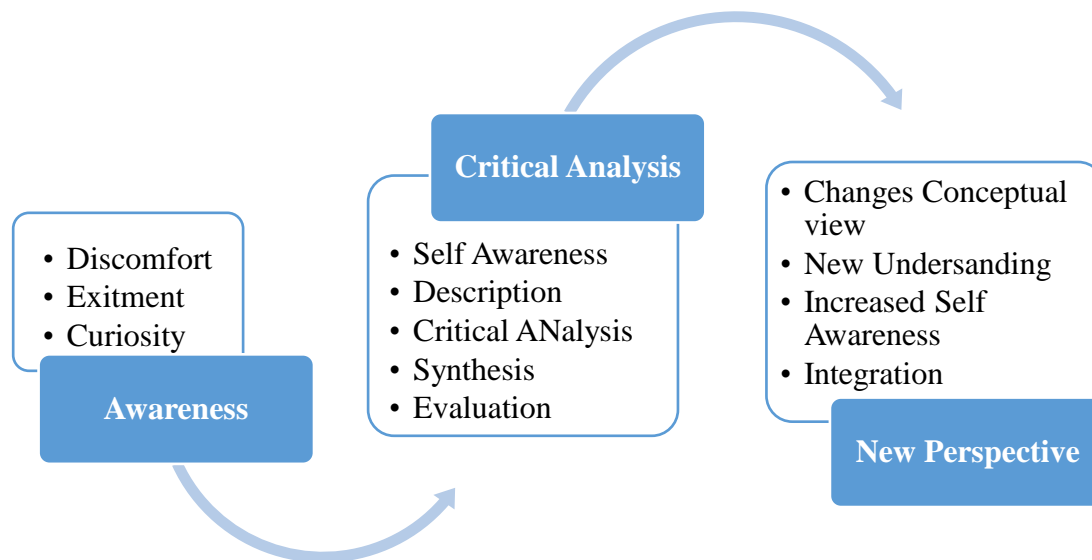 • Discomfort
• Exitment
• Curiosity
Awareness
Critical Analysis
• Self Awareness
• Description
• Critical ANalysis
• Synthesis
• Evaluation
• Changes Conceptual
view
• New Undersanding
• Increased Self
Awareness
• Integration
New Perspective